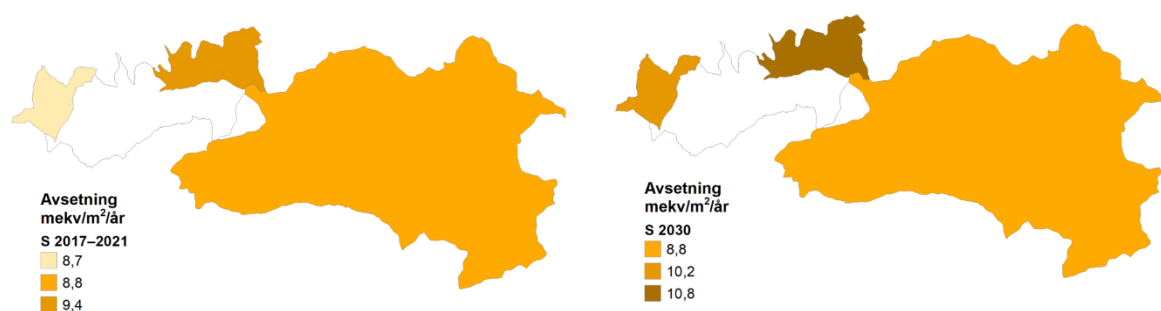 Avsetning
mekv/m²/år
S 2017–2021
8,7
8,8
9,4
Avsetning
mekv/m²/år
S 2030
8,8
10,2
10,8